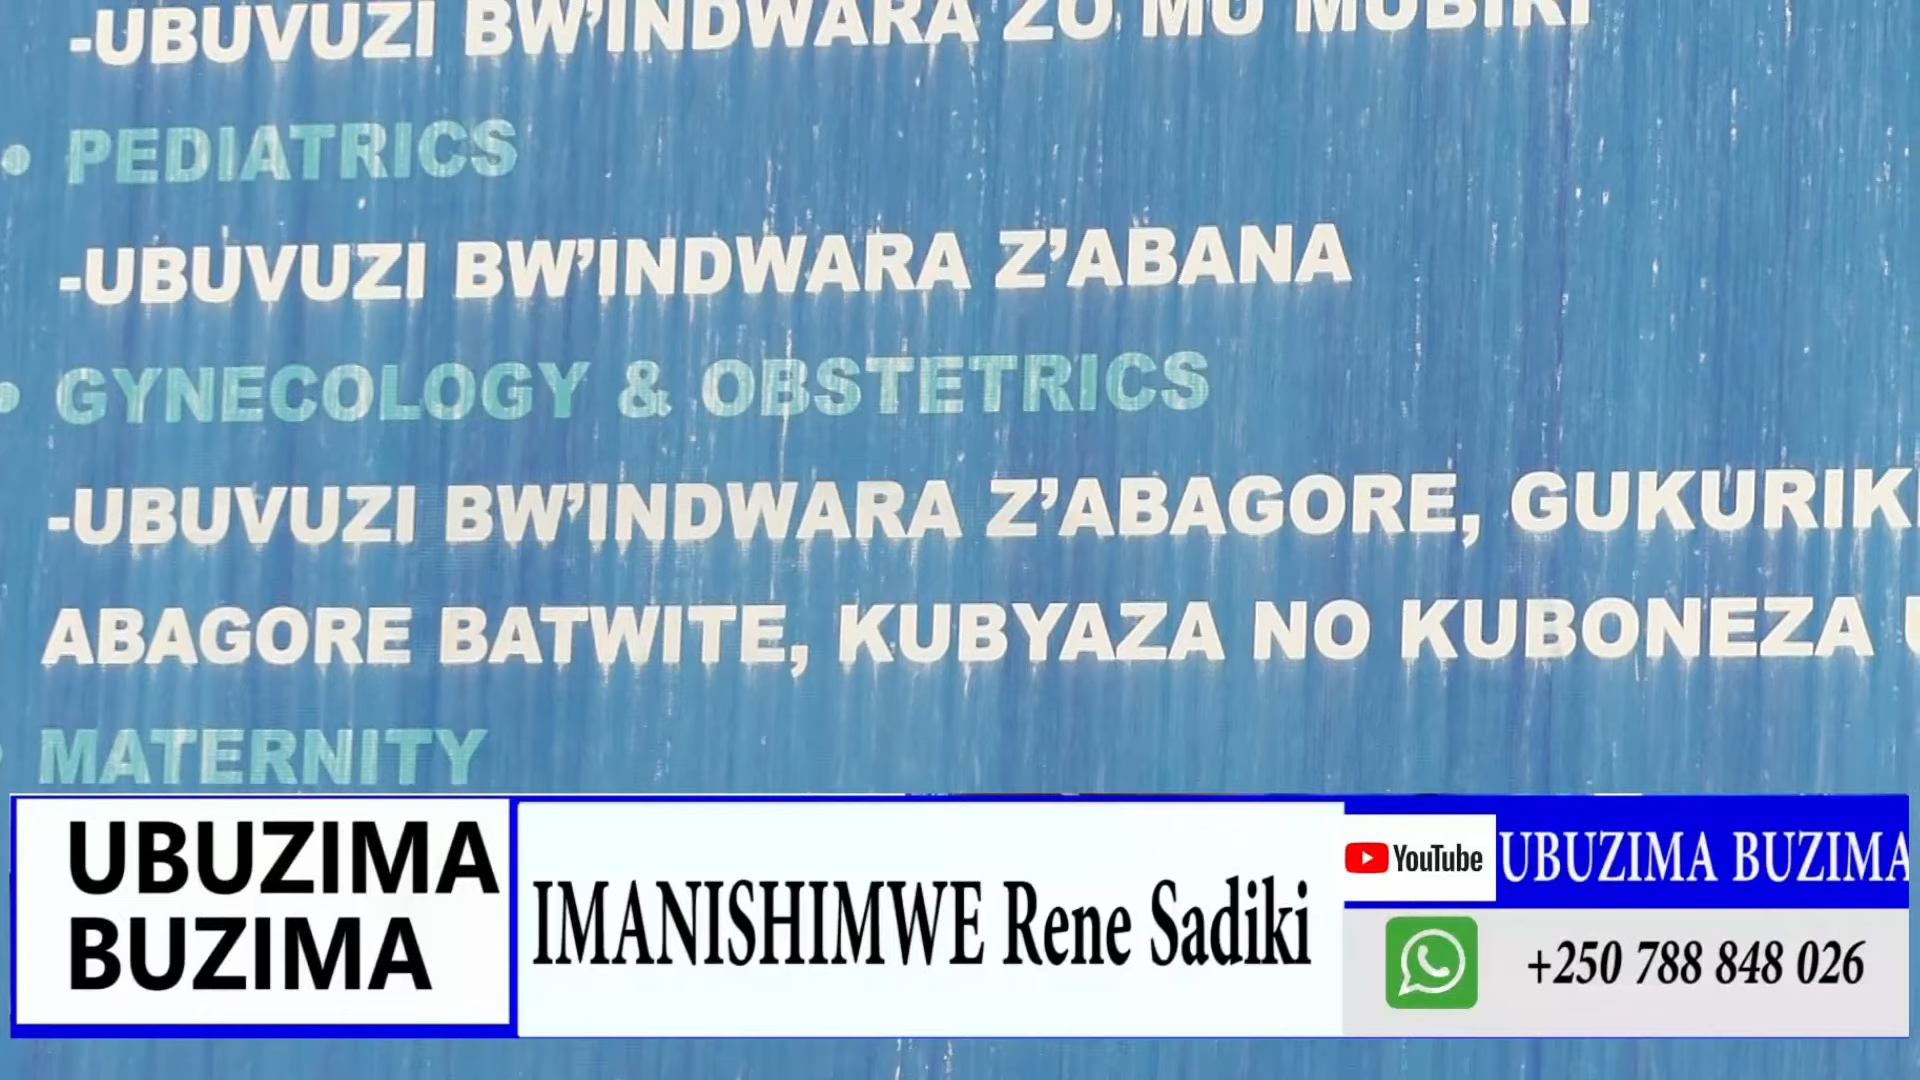 -UBUVUZI BW'INDWARA ZO MU MUBIRI
• PEDIATRICS
-UBUVUZI BW'INDWARA Z'ABANA
• GYNECOLOGY & OBSTETRICS
-UBUVUZI BW'INDWARA Z'ABAGORE,
ABAGORE BATWITE, KUBYAZA NO KUBONEZA
MATERNITY
UBUZIMA
BUZIMA
IMANISHIMWE Rene Sadiki
YouTube
UBUZIMA BUZIMA
+250 788 848 026